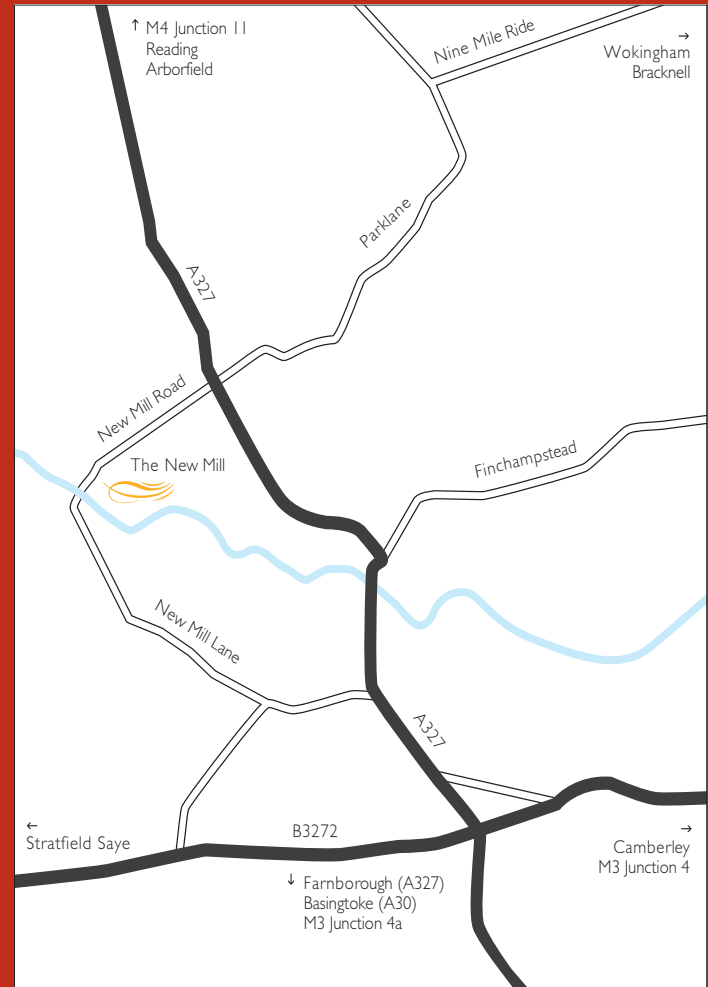 ↑ M4 Junction 11
Reading
Arborfield
Nine Mile Ride
→
Wokingham
Bracknell
Parklane
A327
New Mill Road
The New Mill
Finchampstead
New Mill Lane
A327
←
Stratfield Saye
B3272
→
Camberley
M3 Junction 4
↓ Farnborough (A327)
Basingtoke (A30)
M3 Junction 4a